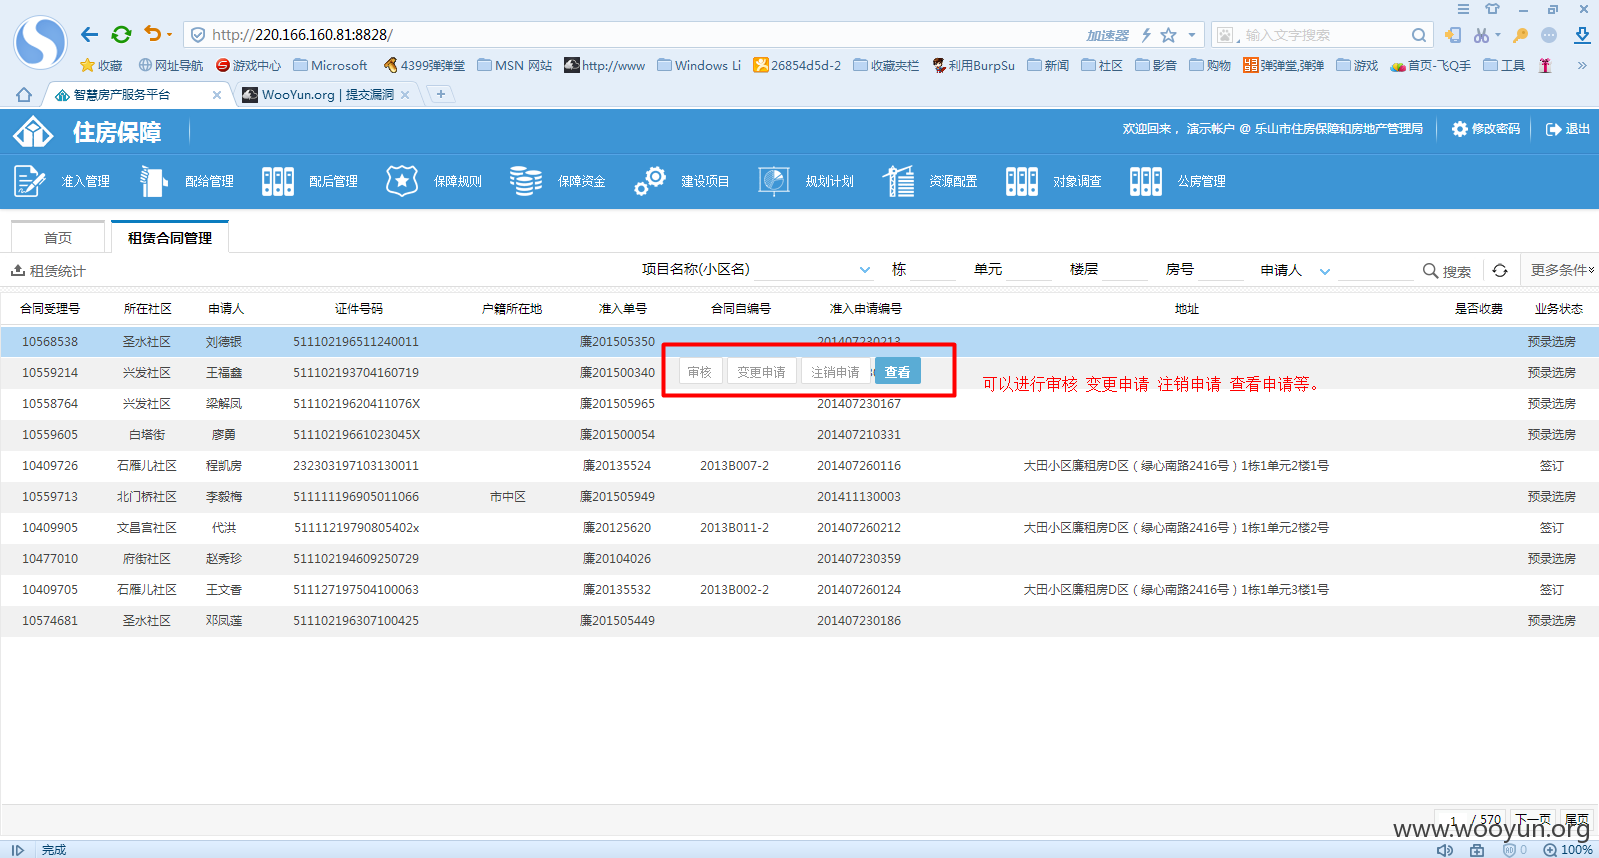 http://220.166.160.81:8828/ 加速器 输入文字搜索
收藏 网址导航 游戏中心 Microsoft 4399弹弹堂 MSN 网站 http://www Windows Li 26854d5d-2 收藏夹栏 利用BurpSu 新闻 社区 影音 购物 弹弹堂,弹弹 游戏 首页-飞Q手 工具 »
智慧房产服务平台 × WooYun.org | 提交漏洞 × +
住房保障 欢迎回来， 演示帐户 @ 乐山市住房保障和房地产管理局 修改密码 退出
准入管理 配给管理 配后管理 保障规则 保障资金 建设项目 规划计划 资源配置 对象调查 公房管理
首页 租赁合同管理
租赁统计 项目名称(小区名) 栋 单元 楼层 房号 申请人 搜索 更多条件
合同受理号 所在社区 申请人 证件号码 户籍所在地 准入单号 合同自编号 准入申请编号 地址 是否收费 业务状态
10568538 圣水社区 刘德银 511102196511240011 廉201505350 201407230213 预录选房
10559214 兴发社区 王福鑫 511102193704160719 廉201500340 预录选房
审核 变更申请 注销申请 查看
可以进行审核 变更申请 注销申请 查看申请等。
10558764 兴发社区 梁解凤 51110219620411076X 廉201505965 201407230167 预录选房
10559605 白塔街 廖勇 51110219661023045X 廉201500054 201407210331 预录选房
10409726 石雁儿社区 程凯房 232303197103130011 廉20135524 2013B007-2 201407260116 大田小区廉租房D区（绿心南路2416号）1栋1单元2楼1号 签订
10559713 北门桥社区 李毅梅 511111196905011066 市中区 廉201505949 201411130003 预录选房
10409905 文昌宫社区 代洪 51111219790805402x 廉20125620 2013B011-2 201407260212 大田小区廉租房D区（绿心南路2416号）1栋1单元2楼2号 签订
10477010 府街社区 赵秀珍 511102194609250729 廉20104026 201407230359 预录选房
10409705 石雁儿社区 王文香 511127197504100063 廉20135532 2013B002-2 201407260124 大田小区廉租房D区（绿心南路2416号）1栋1单元3楼1号 签订
10574681 圣水社区 邓凤莲 511102196307100425 廉201505449 201407230186 预录选房
1 / 570 下一页 尾页
www.wooyun.org
完成 0 100%